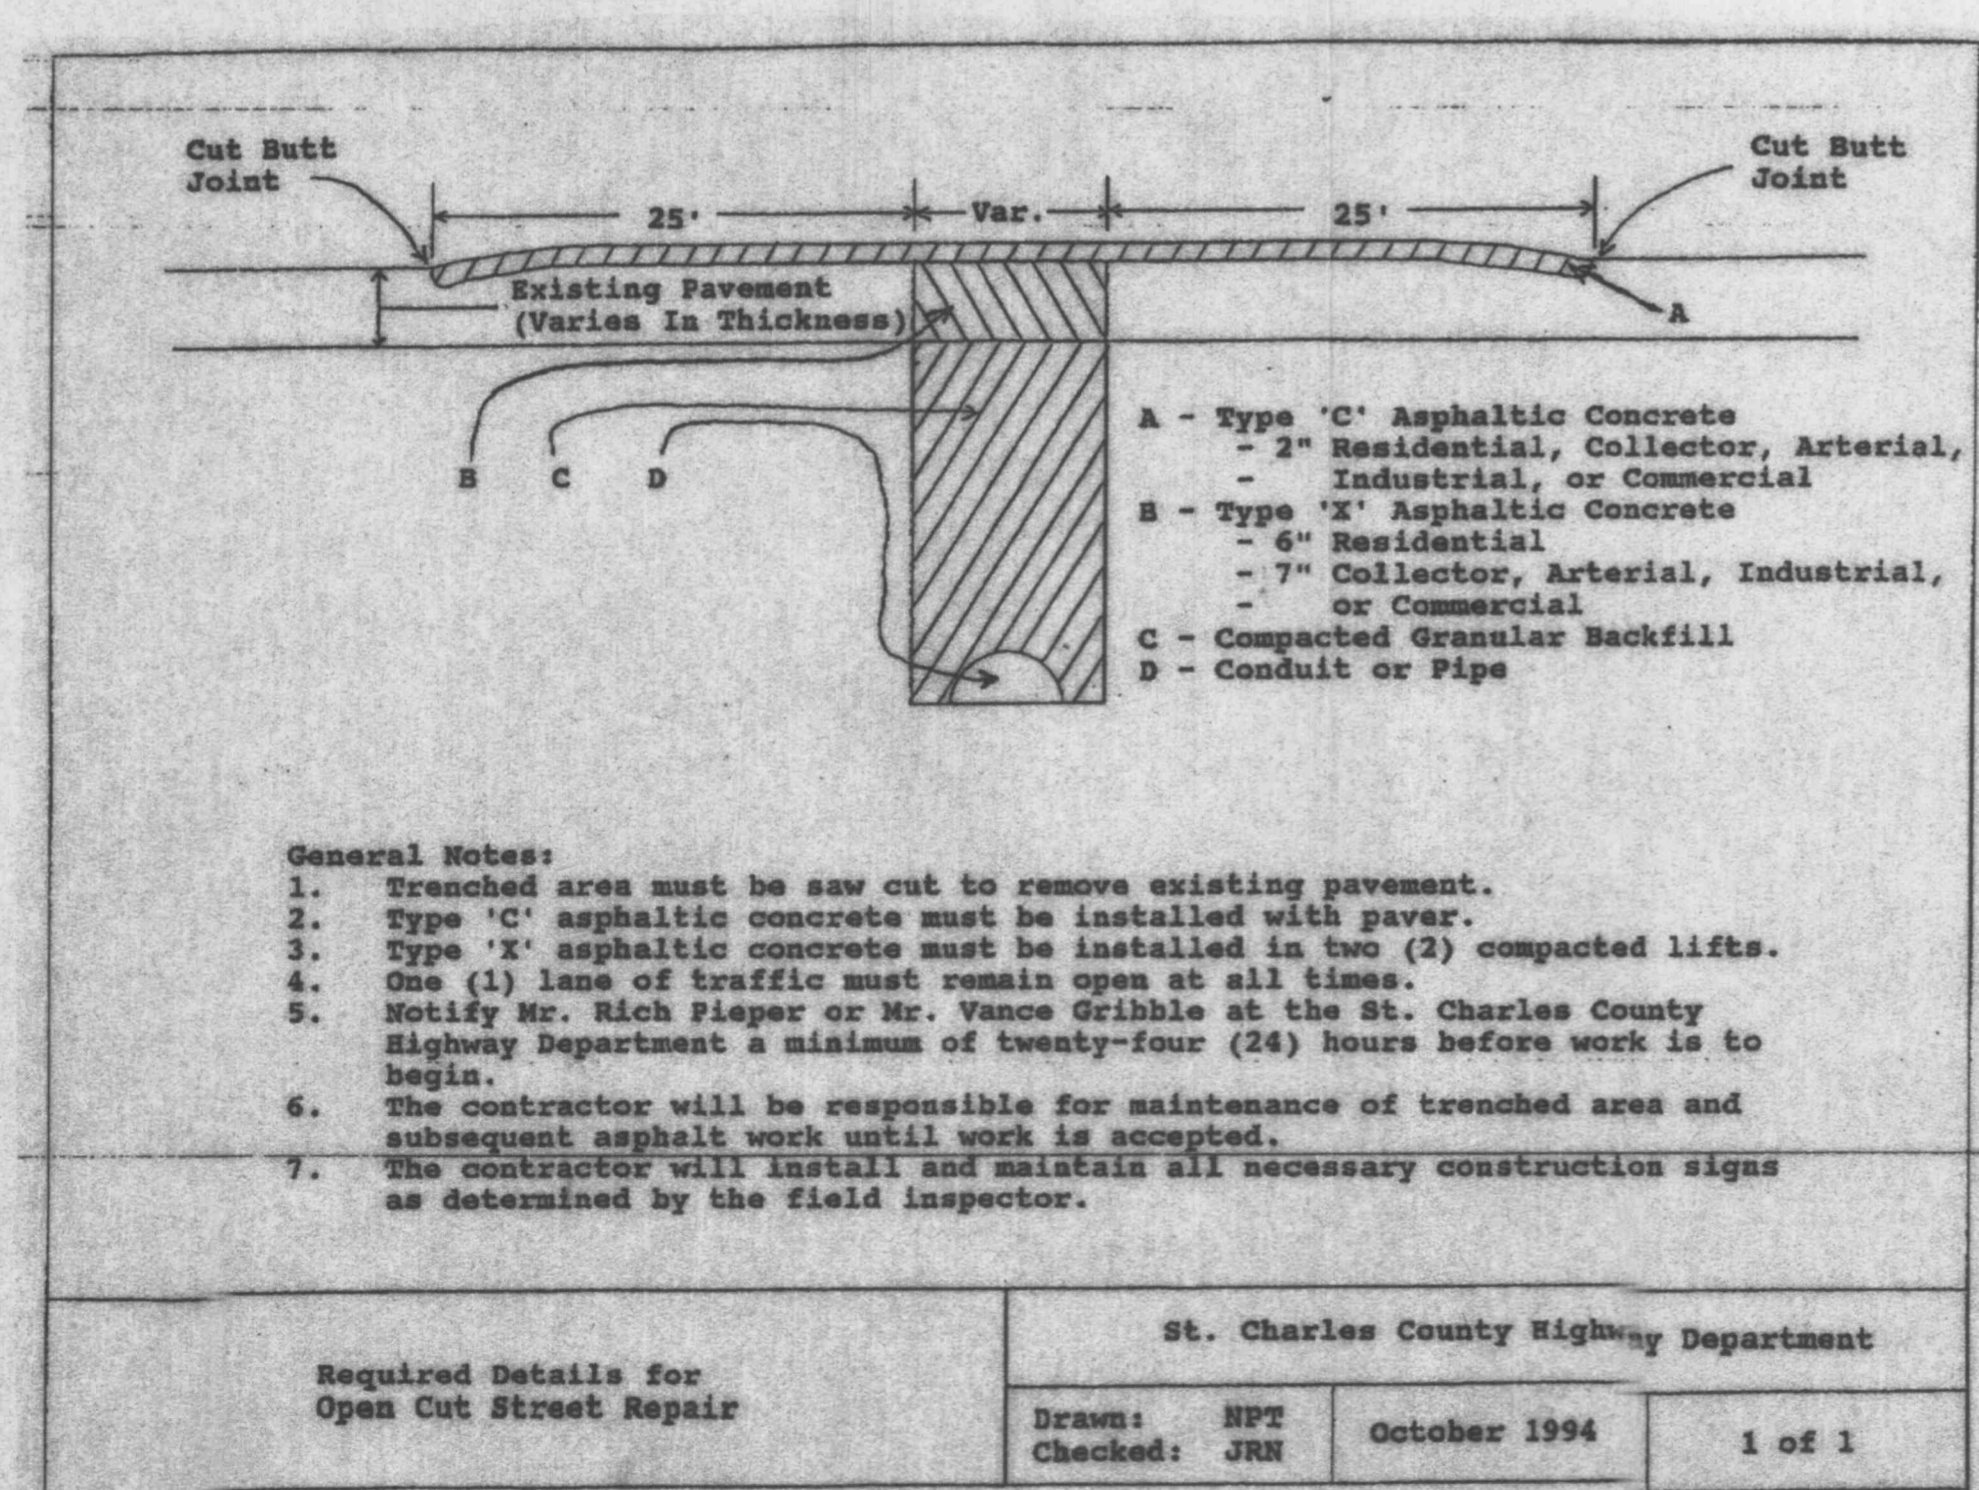 Cut Butt
Joint
Cut Butt
Joint
25'
Var.
25'
Existing Pavement
(Varies In Thickness)
A
B
C
D
A - Type 'C' Asphaltic Concrete
- 2" Residential, Collector, Arterial,
- Industrial, or Commercial
B - Type 'X' Asphaltic Concrete
- 6" Residential
- 7" Collector, Arterial, Industrial,
- or Commercial
C - Compacted Granular Backfill
D - Conduit or Pipe
General Notes:
1. Trenched area must be saw cut to remove existing pavement.
2. Type 'C' asphaltic concrete must be installed with paver.
3. Type 'X' asphaltic concrete must be installed in two (2) compacted lifts.
4. One (1) lane of traffic must remain open at all times.
5. Notify Mr. Rich Pieper or Mr. Vance Gribble at the St. Charles County
Highway Department a minimum of twenty-four (24) hours before work is to
begin.
6. The contractor will be responsible for maintenance of trenched area and
subsequent asphalt work until work is accepted.
7. The contractor will install and maintain all necessary construction signs
as determined by the field inspector.
Required Details for
Open Cut Street Repair
St. Charles County Highway Department
Drawn: NPT
Checked: JRN
October 1994
1 of 1